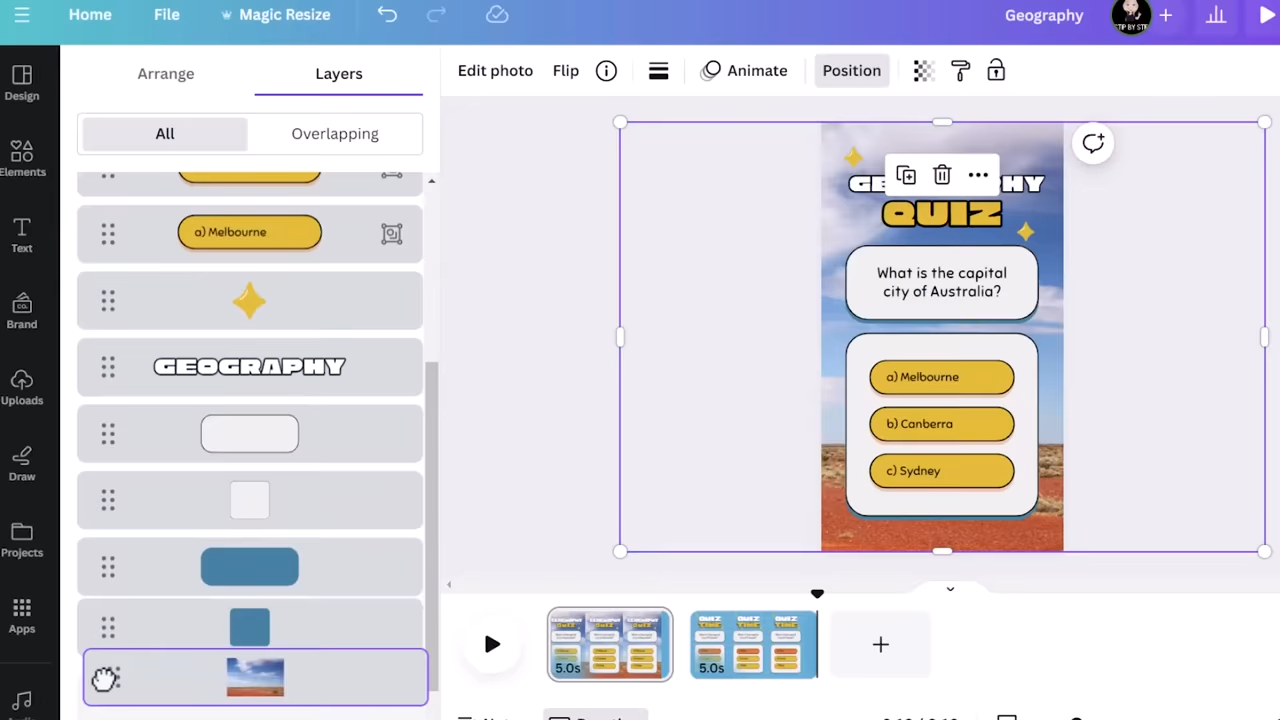 Home
File
Magic Resize
Geography
Design
Elements
Text
Brand
Uploads
Draw
Projects
Apps
Arrange
Layers
All
Overlapping
a) Melbourne
GEOGRAPHY
Edit photo
Flip
Animate
Position
QUIZ
What is the capital
city of Australia?
a) Melbourne
b) Canberra
c) Sydney
5.0s
5.0s